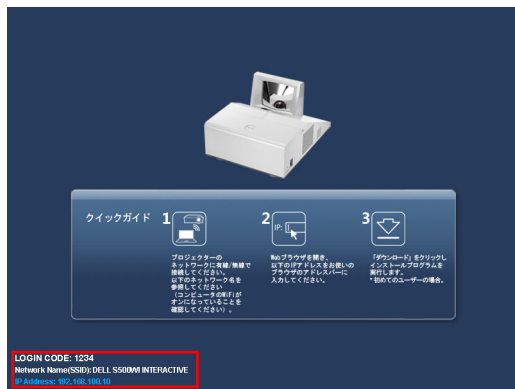 クイックガイド
1
プロジェクターの
ネットワークに有線/無線で
接続してください。
以下のネットワーク名を
参照してください
（コンピュータのWiFiが
オンになっていることを
確認してください）。
2
IP:
Webブラウザを開き、
以下のIPアドレスをお使いの
ブラウザのアドレスバーに
入力してください。
3
「ダウンロード」をクリックし
インストールプログラムを
実行します。
*初めてのユーザーの場合。
LOGIN CODE: 1234
Network Name(SSID): DELL S500WI INTERACTIVE
IP Address: 192.168.100.10